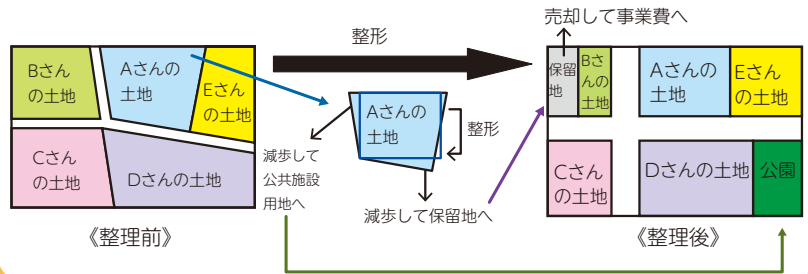 売却して事業費へ
整形
Bさん
の土地
Aさんの
土地
Eさん
の土地
Cさん
の土地
Dさんの土地
《整理前》
Aさんの
土地
整形
減歩して
公共施設
用地へ
減歩して保留地へ
保留
地
Bさ
んの
土地
Aさんの
土地
Eさん
の土地
Cさん
の土地
Dさんの土地
公園
《整理後》